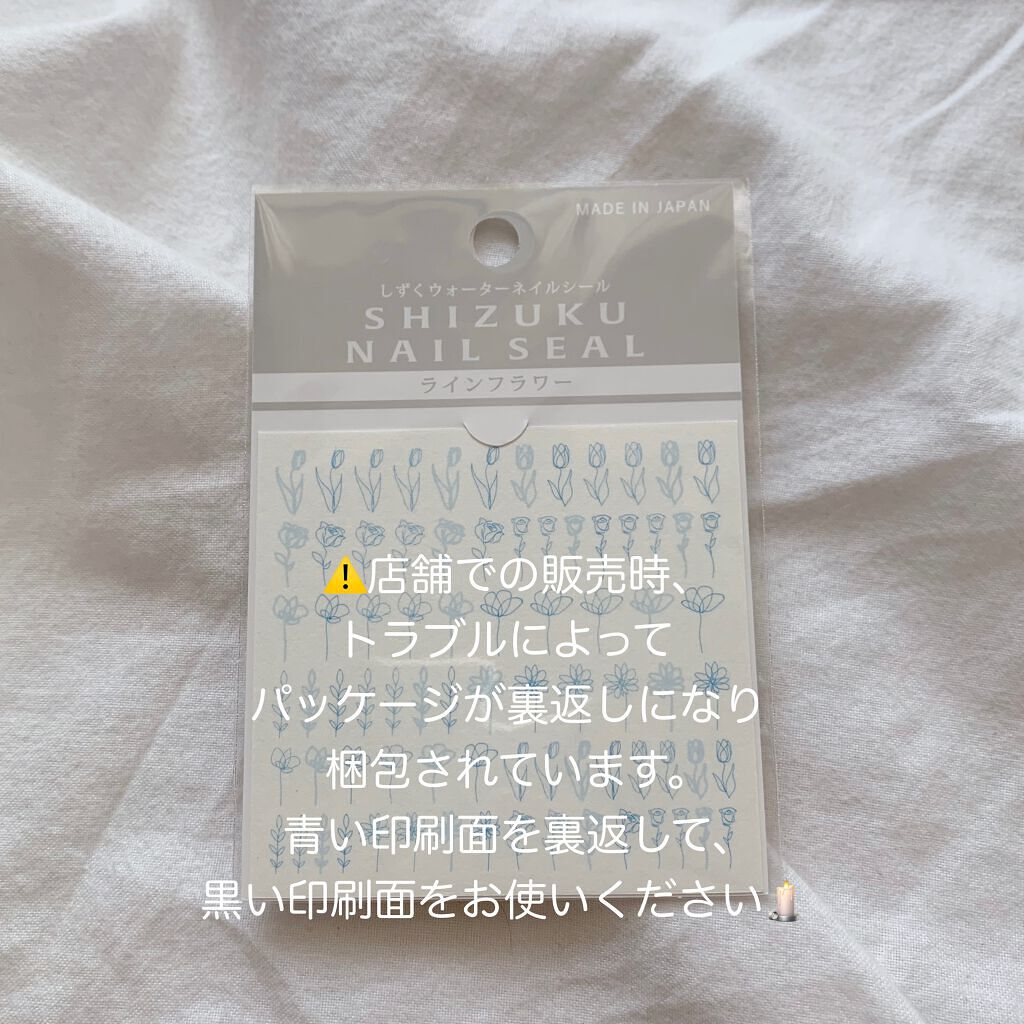 MADE IN JAPAN
しずくウォーターネイルシール
SHIZUKU
NAIL SEAL
ラインフラワー
⚠️店舗での販売時、
トラブルによって
パッケージが裏返しになり
梱包されています。
青い印刷面を裏返して、
黒い印刷面をお使いください🕯️